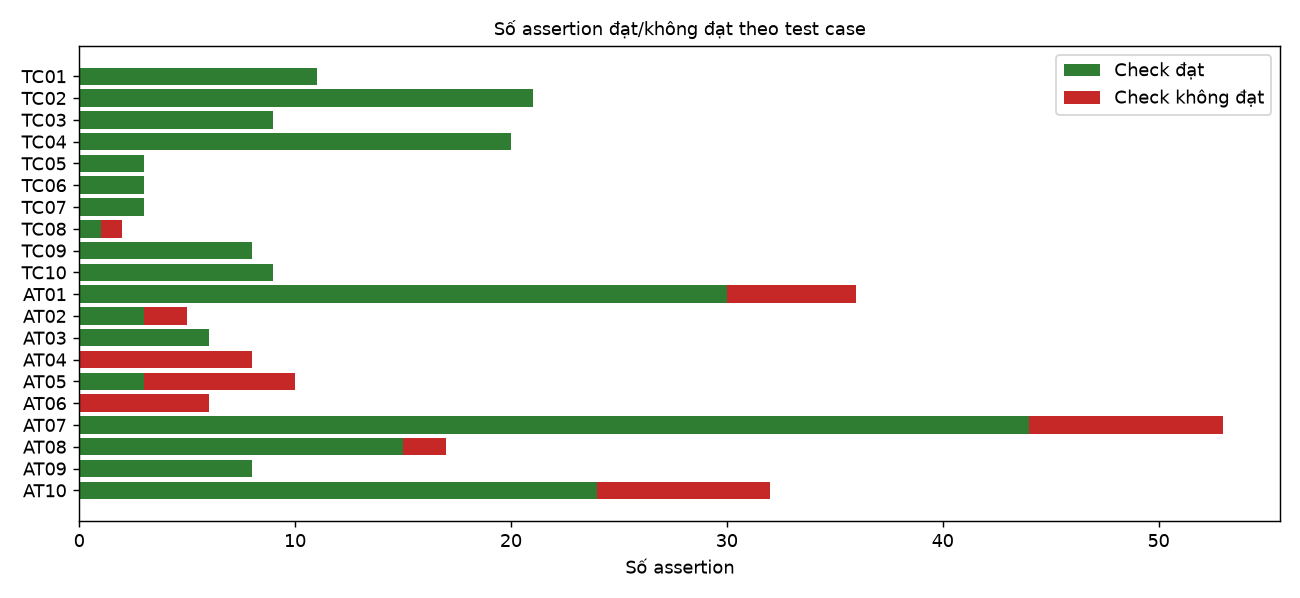 Số assertion đạt/không đạt theo test case
Check đạt
Check không đạt
TC01
TC02
TC03
TC04
TC05
TC06
TC07
TC08
TC09
TC10
AT01
AT02
AT03
AT04
AT05
AT06
AT07
AT08
AT09
AT10
0 10 20 30 40 50
Số assertion